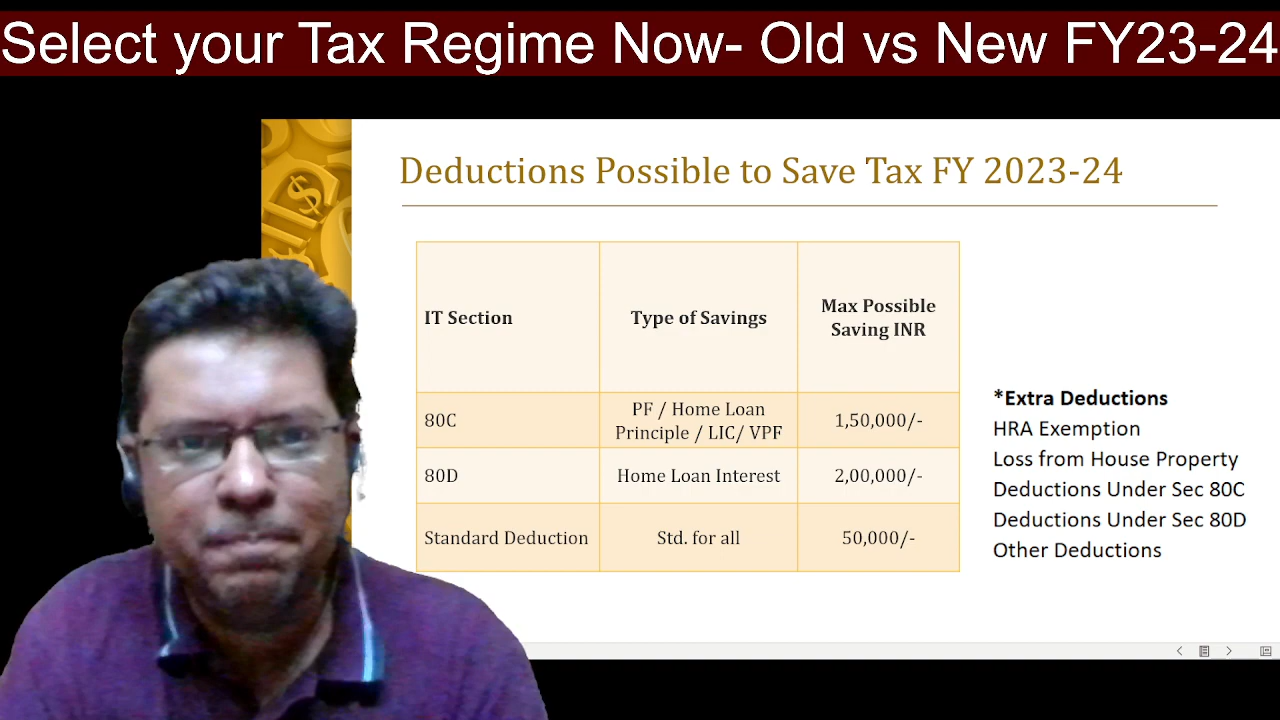 Select your Tax Regime Now- Old vs New FY23-24
Deductions Possible to Save Tax FY 2023-24
IT Section
Type of Savings
Max Possible
Saving INR
80C
PF / Home Loan
Principle / LIC/ VPF
1,50,000/-
80D
Home Loan Interest
2,00,000/-
Standard Deduction
Std. for all
50,000/-
*Extra Deductions
HRA Exemption
Loss from House Property
Deductions Under Sec 80C
Deductions Under Sec 80D
Other Deductions